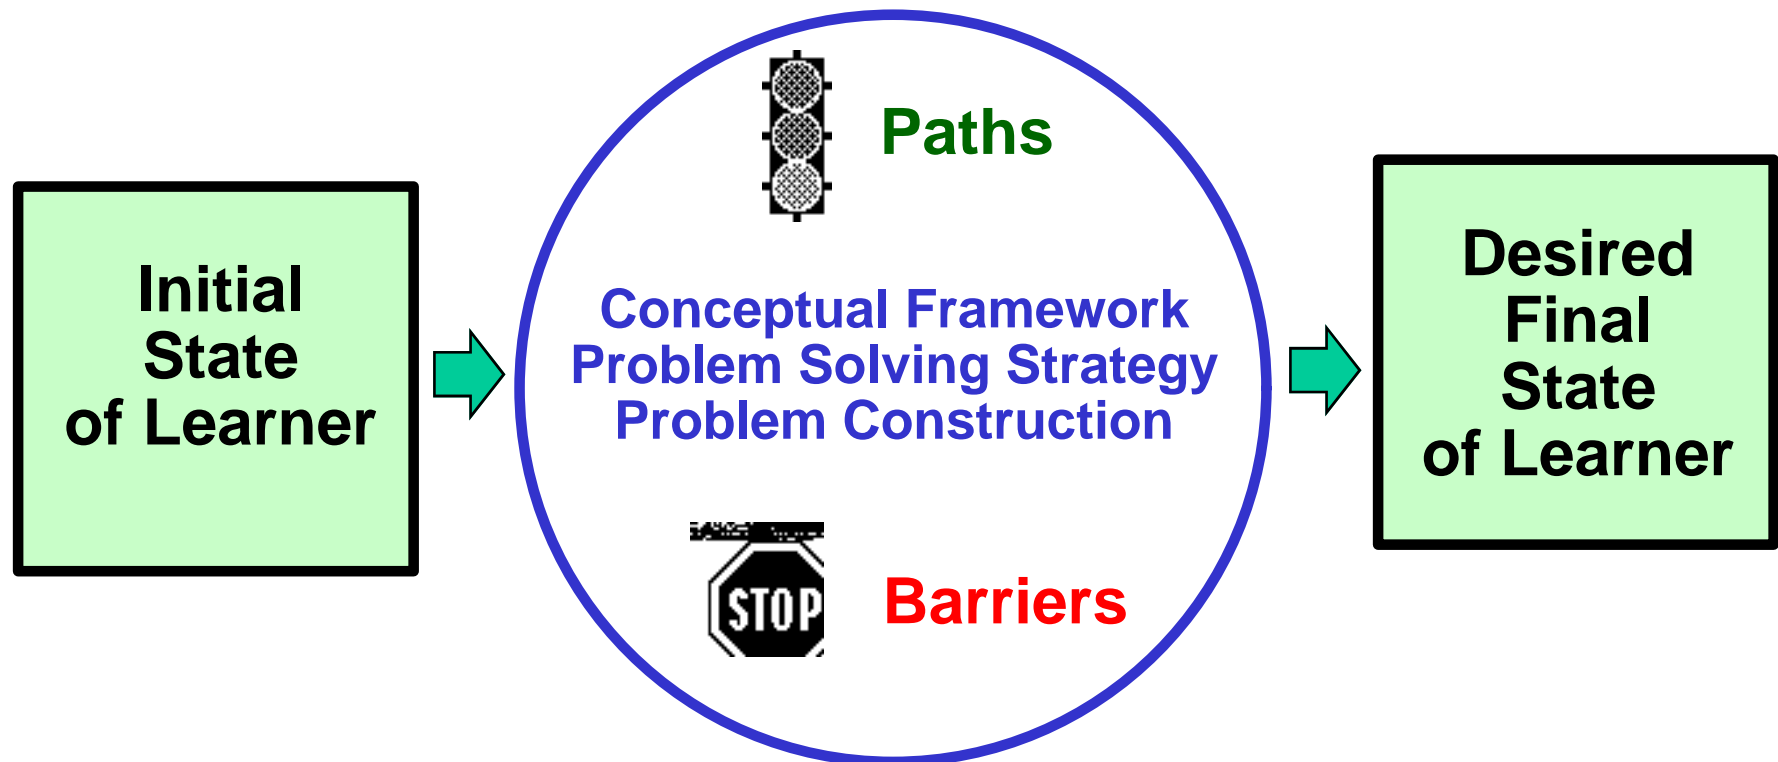 Initial
State
of Learner
Paths
Conceptual Framework
Problem Solving Strategy
Problem Construction
STOP
Barriers
Desired
Final
State
of Learner